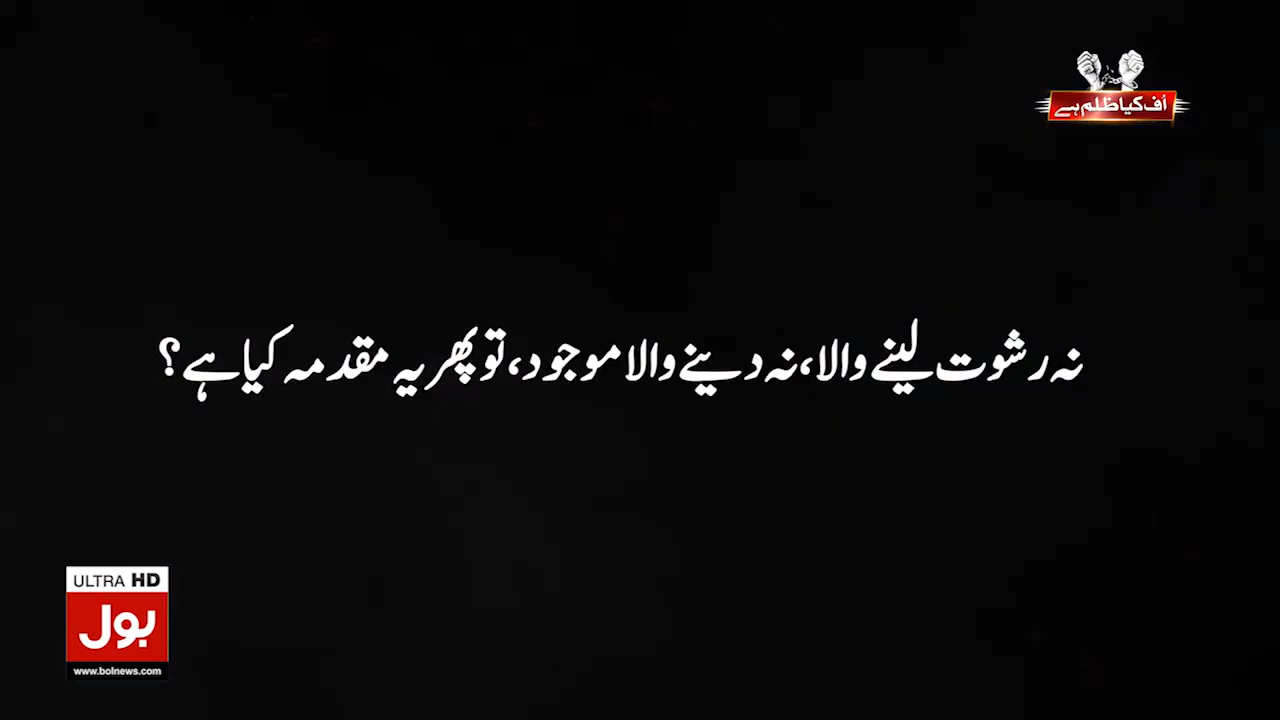 اُف کیا ظلم ہے
نہ رشوت لینے والا، نہ دینے والا موجود، تو پھر یہ مقدمہ کیا ہے؟
ULTRA HD
بول
www.bolnews.com